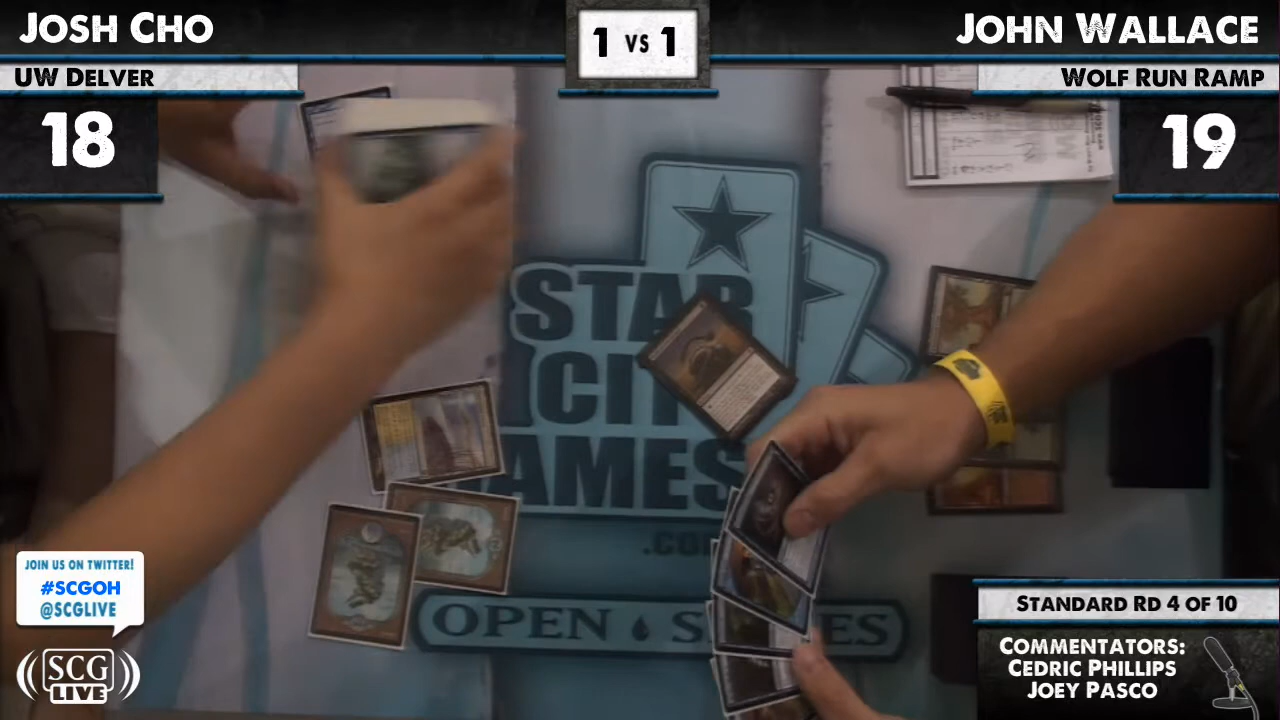 JOSH CHO
1 VS 1
JOHN WALLACE
UW DELVER
WOLF RUN RAMP
18
19
STAR
CITY
GAMES
.CO
OPEN SERIES
JOIN US ON TWITTER!
#SCGOH
@SCGLIVE
SCG
LIVE
STANDARD RD 4 OF 10
COMMENTATORS:
CEDRIC PHILLIPS
JOEY PASCO